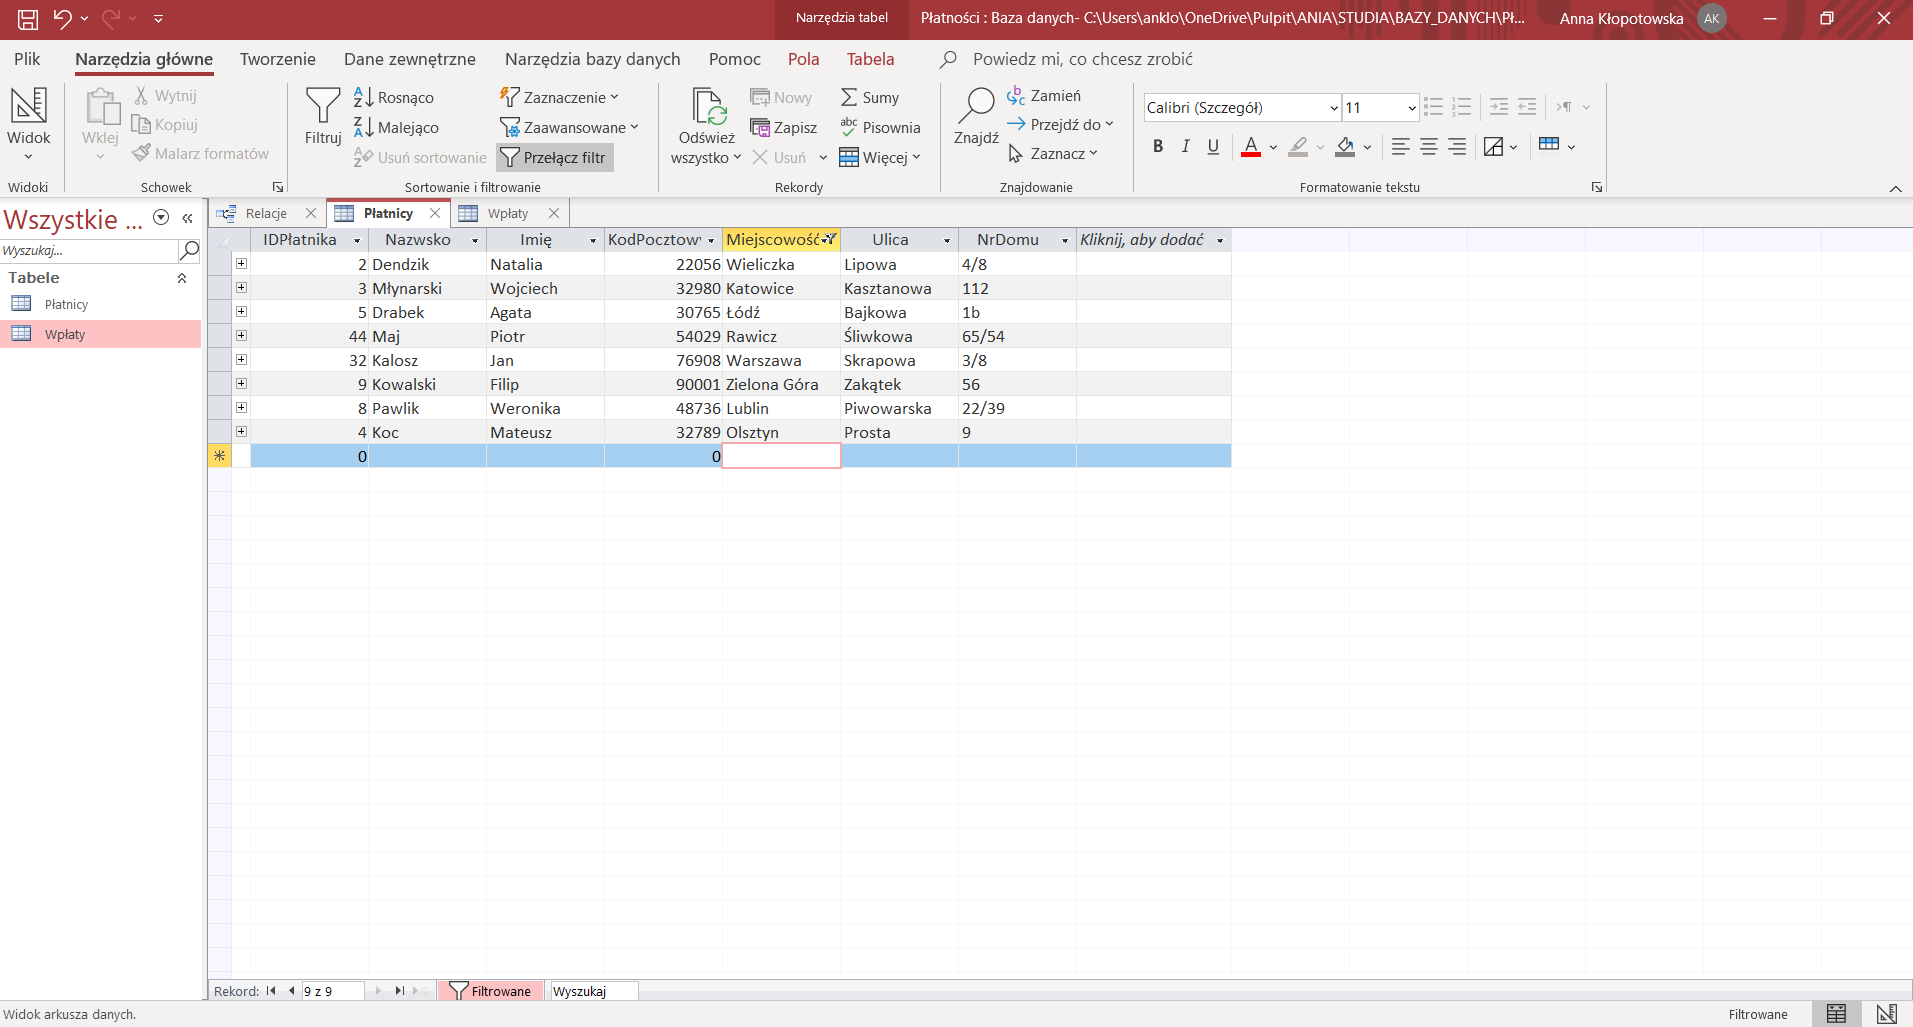 Narzędzia tabel
Płatności : Baza danych- C:\Users\anklo\OneDrive\Pulpit\ANIA\STUDIA\BAZY_DANYCH\Pł...
Anna Kłopotowska
AK
Plik
Narzędzia główne
Tworzenie
Dane zewnętrzne
Narzędzia bazy danych
Pomoc
Pola
Tabela
Powiedz mi, co chcesz zrobić
Widok
Widoki
Wklej
Wytnij
Kopiuj
Malarz formatów
Schowek
Filtruj
Rosnąco
Malejąco
Usuń sortowanie
Zaznaczenie
Zaawansowane
Przełącz filtr
Sortowanie i filtrowanie
Odśwież
wszystko
Nowy
Zapisz
Usuń
Sumy
Pisownia
Więcej
Rekordy
Znajdź
Zamień
Przejdź do
Zaznacz
Znajdowanie
Calibri (Szczegół)
11
B I U
Formatowanie tekstu
Wszystkie ...
Wyszukaj...
Tabele
Płatnicy
Wpłaty
Relacje
Płatnicy
Wpłaty
IDPłatnika Nazwsko Imię KodPocztow Miejscowość Ulica NrDomu Kliknij, aby dodać
2 Dendzik Natalia 22056 Wieliczka Lipowa 4/8
3 Młynarski Wojciech 32980 Katowice Kasztanowa 112
5 Drabek Agata 30765 Łódź Bajkowa 1b
44 Maj Piotr 54029 Rawicz Śliwkowa 65/54
32 Kalosz Jan 76908 Warszawa Skrapowa 3/8
9 Kowalski Filip 90001 Zielona Góra Zakątek 56
8 Pawlik Weronika 48736 Lublin Piwowarska 22/39
4 Koc Mateusz 32789 Olsztyn Prosta 9
0 0
Rekord: 9 z 9 Filtrowane Wyszukaj
Widok arkusza danych.
Filtrowane